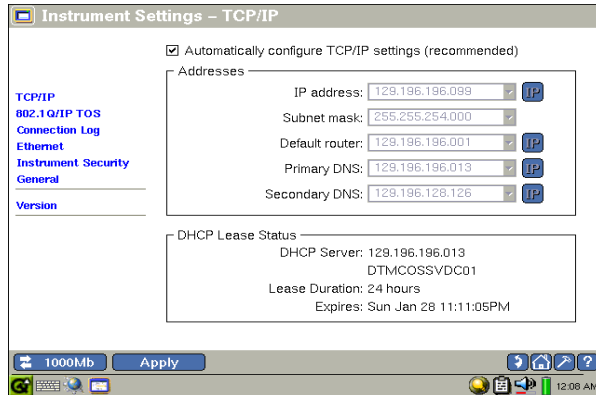 Instrument Settings – TCP/IP
Automatically configure TCP/IP settings (recommended)
Addresses
IP address: 129.196.196.099 IP
Subnet mask: 255.255.254.000
Default router: 129.196.196.001 IP
Primary DNS: 129.196.196.013 IP
Secondary DNS: 129.196.128.126 IP
TCP/IP
802.1Q/IP TOS
Connection Log
Ethernet
Instrument Security
General
Version
DHCP Lease Status
DHCP Server: 129.196.196.013
DTMCOSSVDC01
Lease Duration: 24 hours
Expires: Sun Jan 28 11:11:05PM
1000Mb Apply ?
12:08 AM